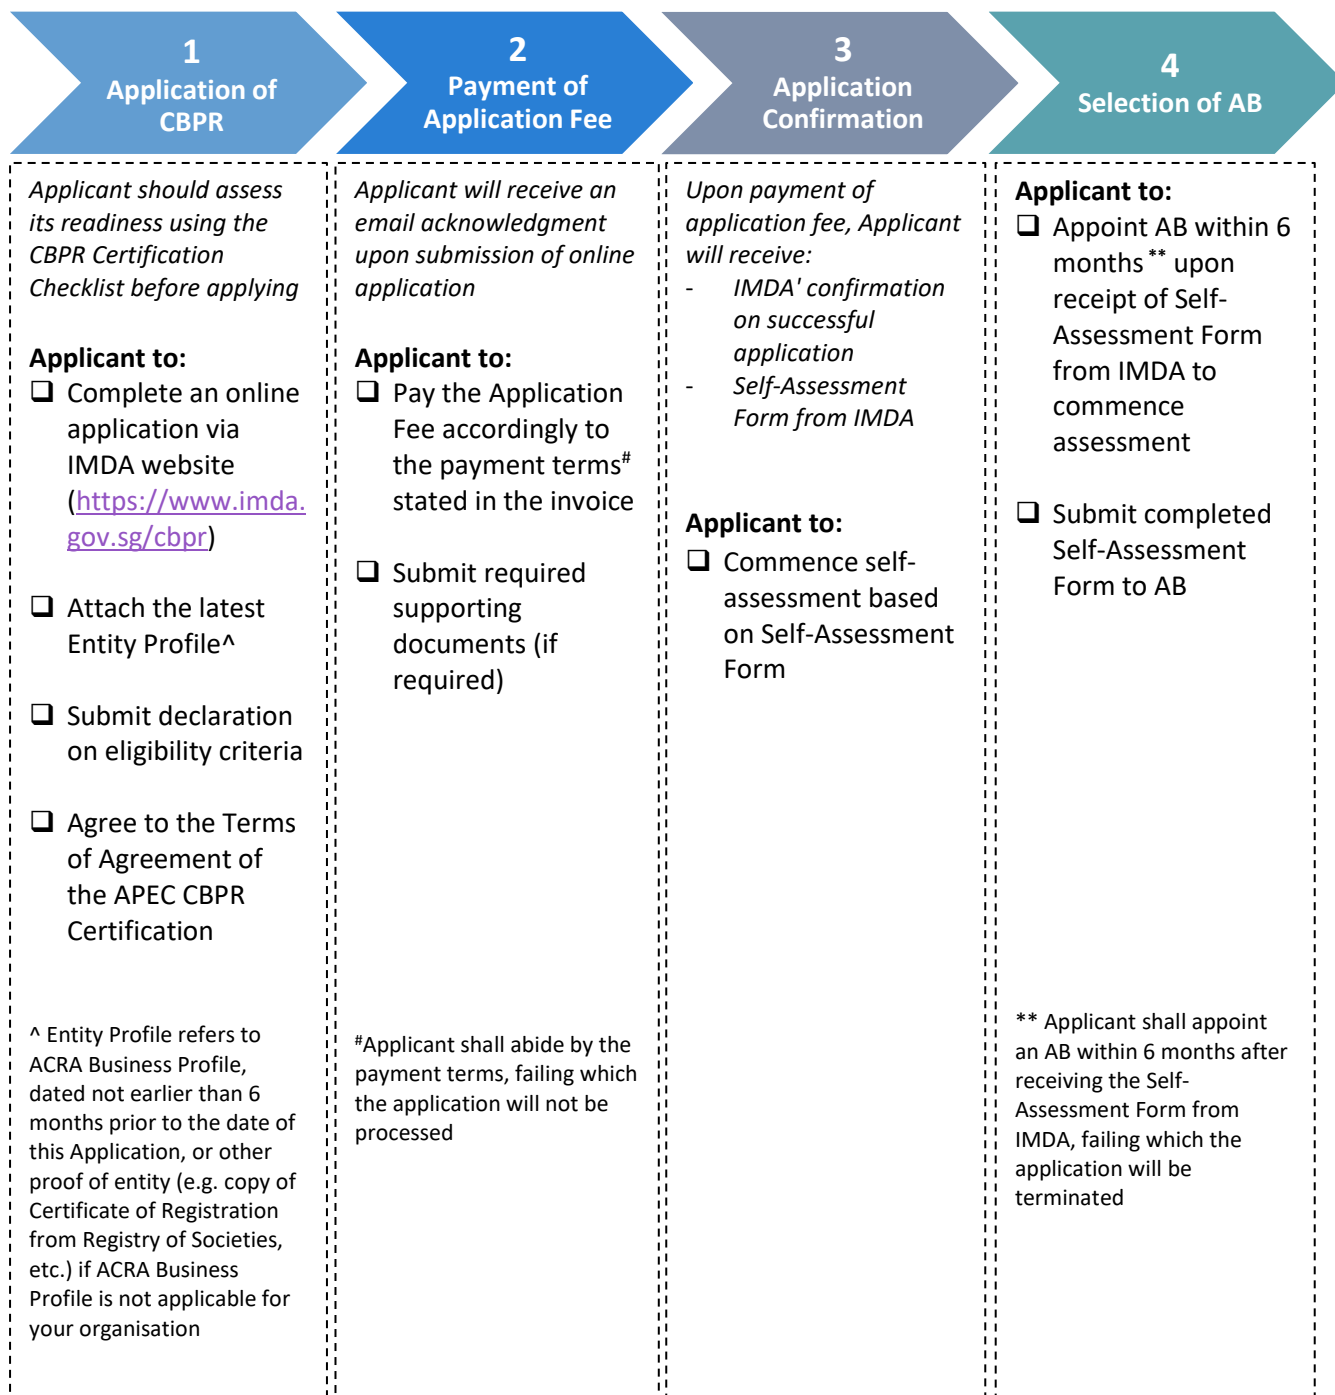 1
Application of
CBPR
2
Payment of
Application Fee
3
Application
Confirmation
4
Selection of AB
Applicant should assess
its readiness using the
CBPR Certification
Checklist before applying
Applicant to:
❑ Complete an online
application via
IMDA website
(https://www.imda.
gov.sg/cbpr)
❑ Attach the latest
Entity Profile^
❑ Submit declaration
on eligibility criteria
❑ Agree to the Terms
of Agreement of
the APEC CBPR
Certification
^ Entity Profile refers to
ACRA Business Profile,
dated not earlier than 6
months prior to the date of
this Application, or other
proof of entity (e.g. copy of
Certificate of Registration
from Registry of Societies,
etc.) if ACRA Business
Profile is not applicable for
your organisation
Applicant will receive an
email acknowledgment
upon submission of online
application
Applicant to:
❑ Pay the Application
Fee accordingly to
the payment terms#
stated in the invoice
❑ Submit required
supporting
documents (if
required)
#Applicant shall abide by the
payment terms, failing which
the application will not be
processed
Upon payment of
application fee, Applicant
will receive:
- IMDA' confirmation
on successful
application
- Self-Assessment
Form from IMDA
Applicant to:
❑ Commence self-
assessment based
on Self-Assessment
Form
Applicant to:
❑ Appoint AB within 6
months ** upon
receipt of Self-
Assessment Form
from IMDA to
commence
assessment
❑ Submit completed
Self-Assessment
Form to AB
** Applicant shall appoint
an AB within 6 months after
receiving the Self-
Assessment Form from
IMDA, failing which the
application will be
terminated